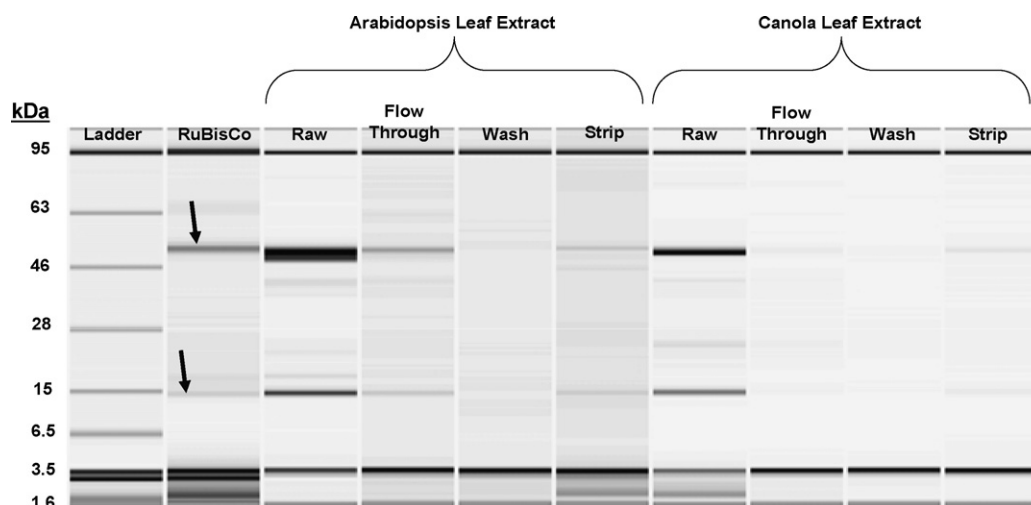 Arabidopsis Leaf Extract
Canola Leaf Extract
kDa
Ladder
RuBisCo
Raw
Flow
Through
Wash
Strip
Raw
Flow
Through
Wash
Strip
95
63
46
28
15
6.5
3.5
1.6